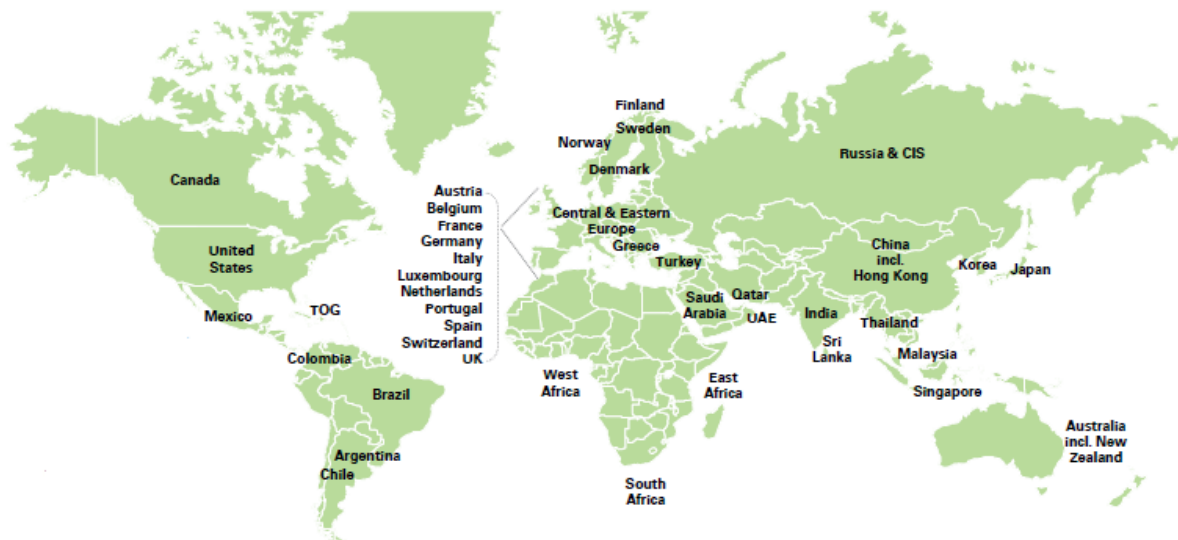 Finland
Sweden
Norway
Russia & CIS
Denmark
Canada
Austria
Belgium
France
Germany
Italy
Luxembourg
Netherlands
Portugal
Spain
Switzerland
UK
Central & Eastern
Europe
Greece
Turkey
United
States
China
incl.
Hong Kong
Korea
Japan
Mexico
TOG
Saudi
Arabia
Qatar
UAE
India
Sri
Lanka
Thailand
Malaysia
Singapore
Colombia
Brazil
West
Africa
East
Africa
Argentina
Chile
South
Africa
Australia
incl. New
Zealand